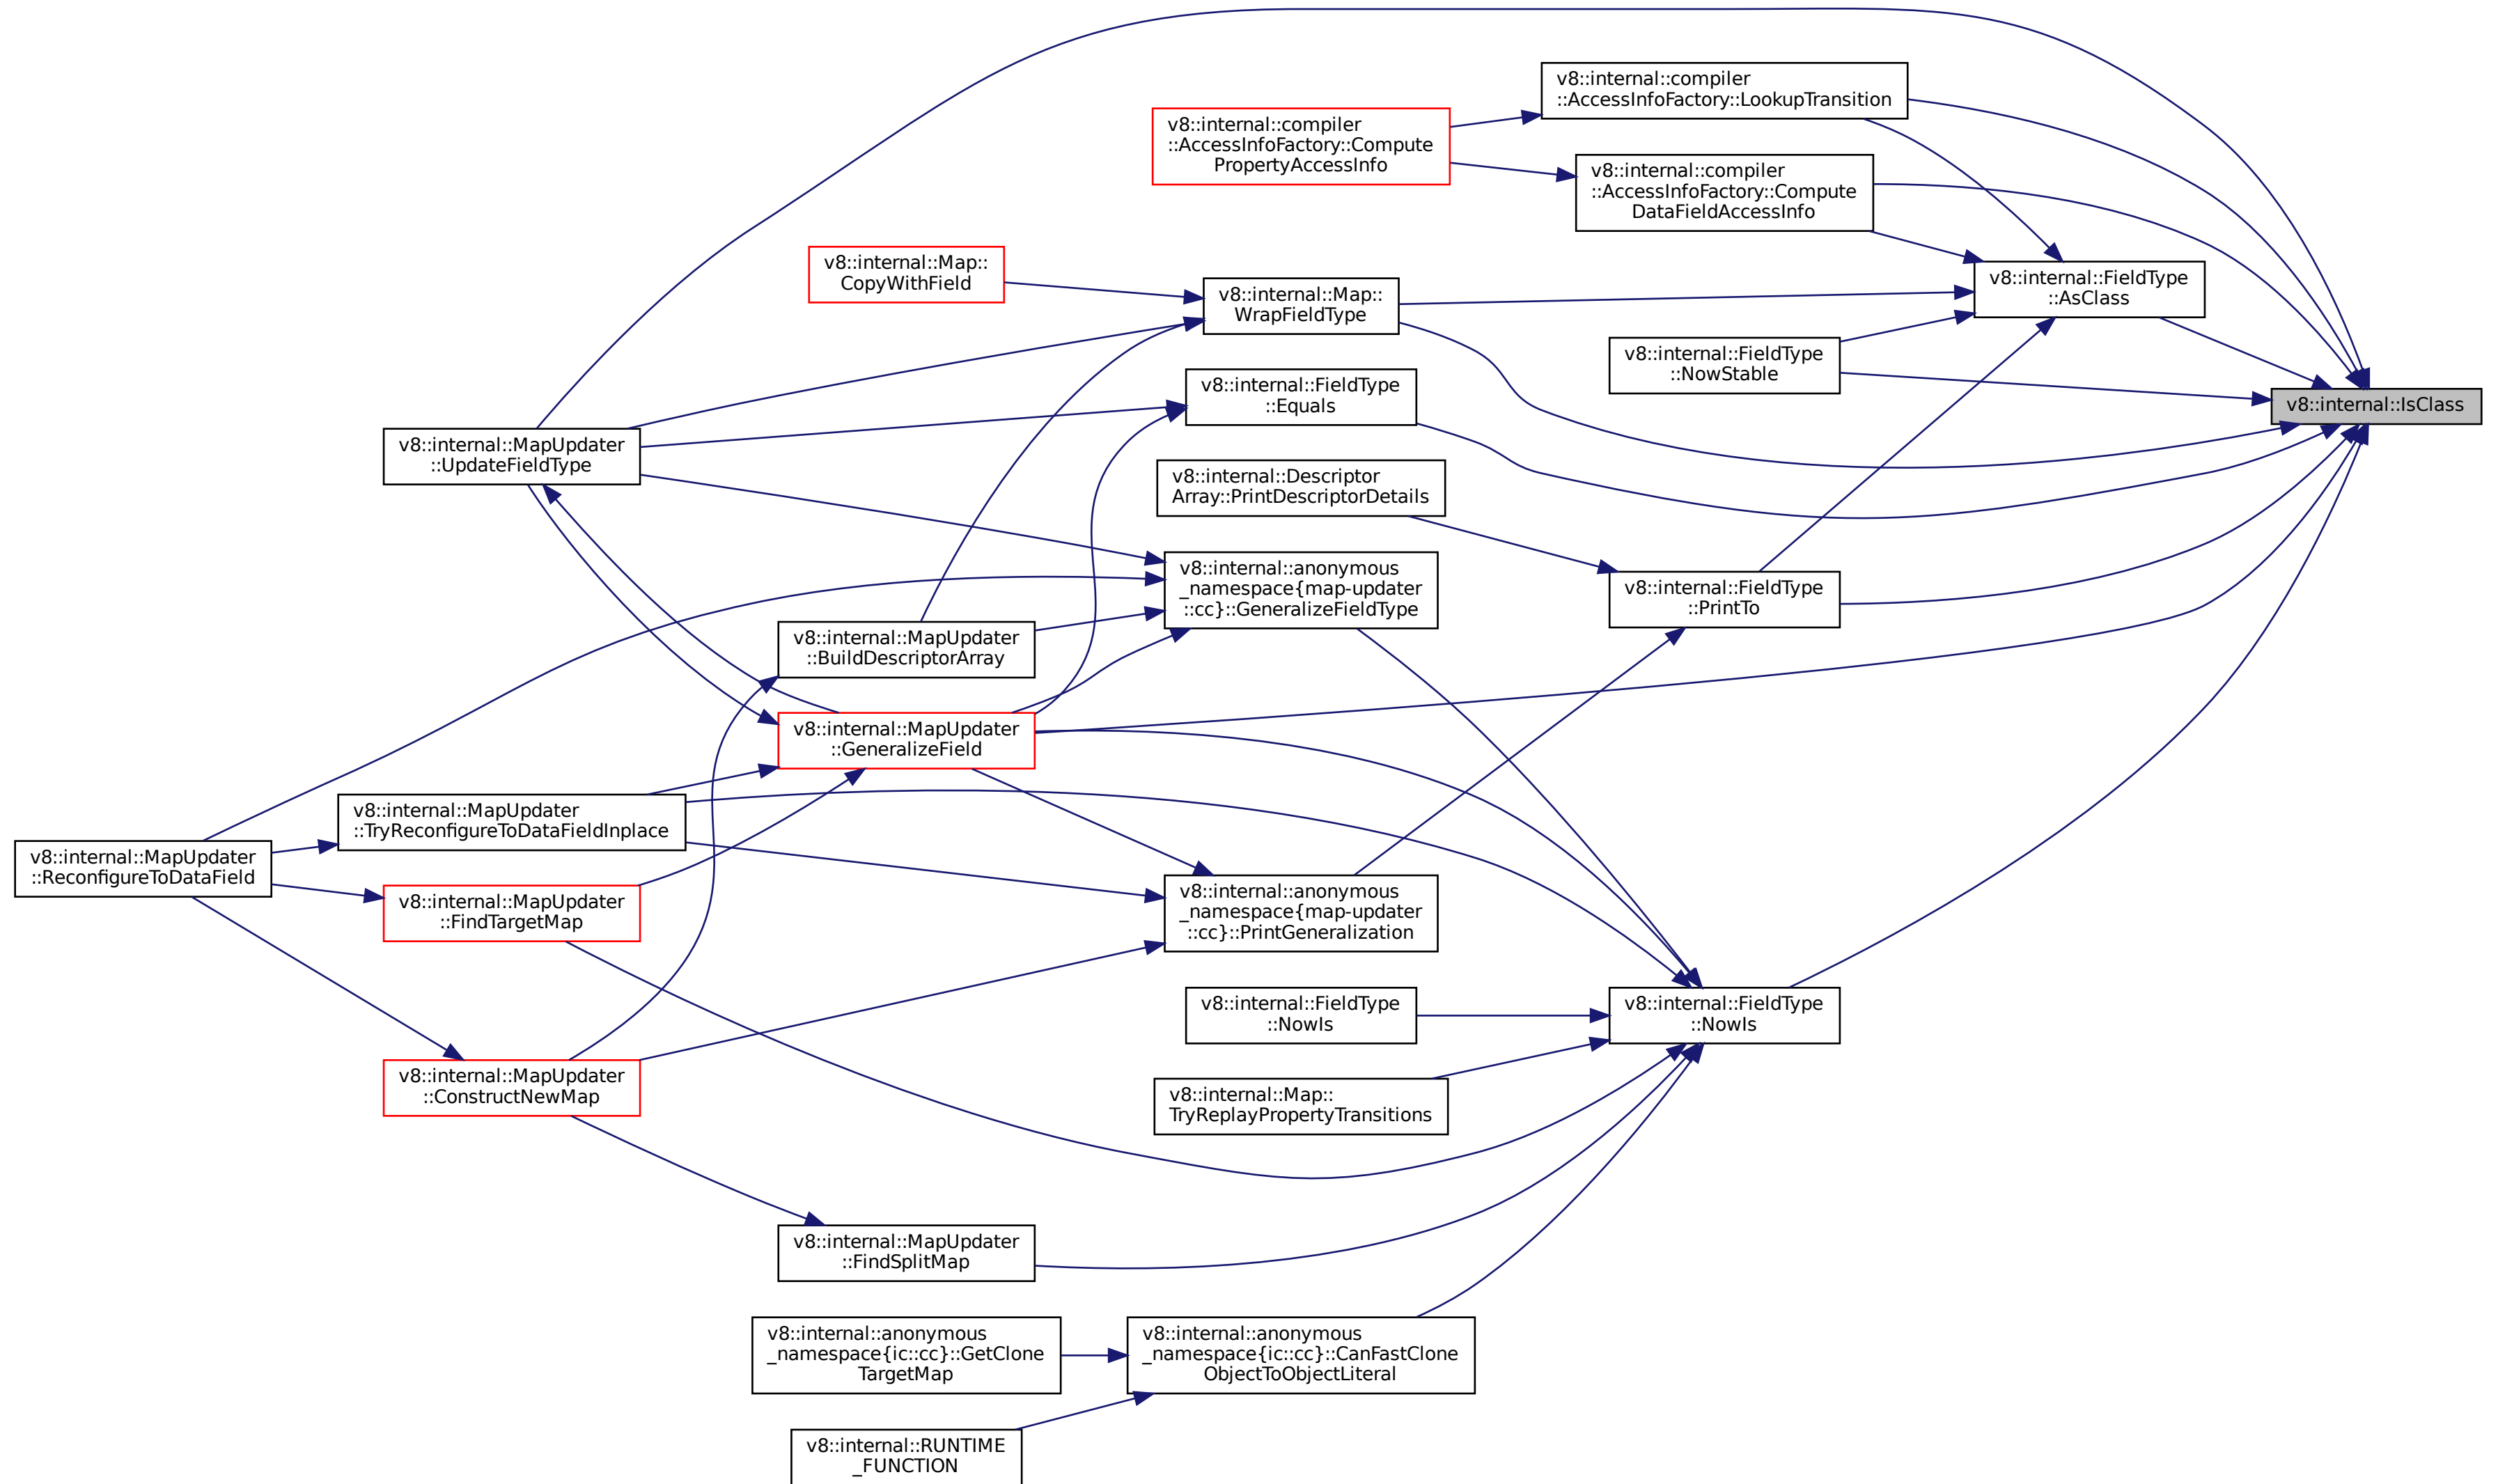 v8::internal::compiler
::AccessInfoFactory::LookupTransition
v8::internal::compiler
::AccessInfoFactory::Compute
PropertyAccessInfo
v8::internal::compiler
::AccessInfoFactory::Compute
DataFieldAccessInfo
v8::internal::Map::
CopyWithField
v8::internal::FieldType
::AsClass
v8::internal::Map::
WrapFieldType
v8::internal::FieldType
::NowStable
v8::internal::FieldType
::Equals
v8::internal::IsClass
v8::internal::MapUpdater
::UpdateFieldType
v8::internal::Descriptor
Array::PrintDescriptorDetails
v8::internal::anonymous
_namespace{map-updater
::cc}::GeneralizeFieldType
v8::internal::FieldType
::PrintTo
v8::internal::MapUpdater
::BuildDescriptorArray
v8::internal::MapUpdater
::GeneralizeField
v8::internal::MapUpdater
::TryReconfigureToDataFieldInplace
v8::internal::MapUpdater
::ReconfigureToDataField
v8::internal::MapUpdater
::FindTargetMap
v8::internal::anonymous
_namespace{map-updater
::cc}::PrintGeneralization
v8::internal::FieldType
::NowIs
v8::internal::FieldType
::NowIs
v8::internal::MapUpdater
::ConstructNewMap
v8::internal::Map::
TryReplayPropertyTransitions
v8::internal::MapUpdater
::FindSplitMap
v8::internal::anonymous
_namespace{ic::cc}::GetClone
TargetMap
v8::internal::anonymous
_namespace{ic::cc}::CanFastClone
ObjectToObjectLiteral
v8::internal::RUNTIME
_FUNCTION